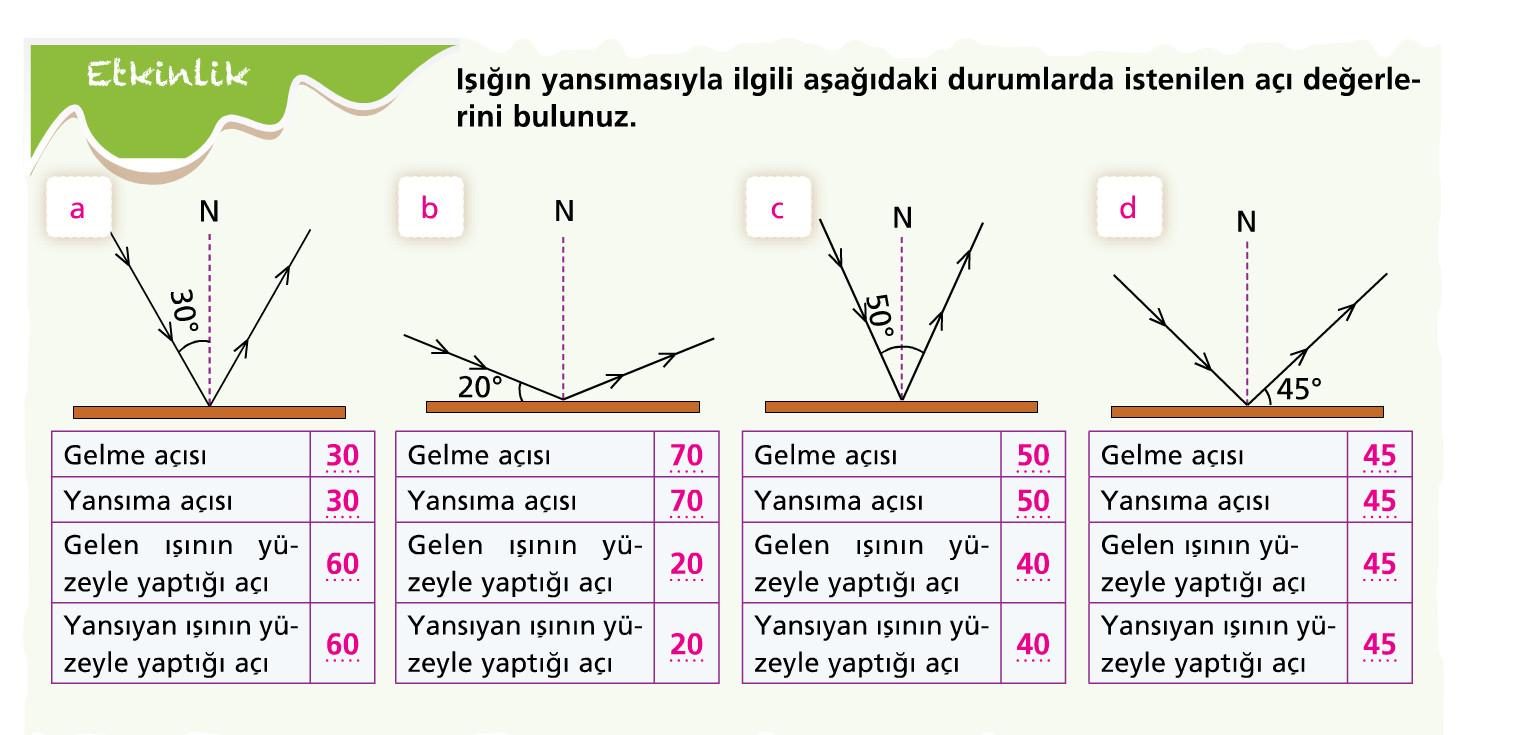 Etkinlik
Işığın yansımasıyla ilgili aşağıdaki durumlarda istenilen açı değerle-
rini bulunuz.
a
N
30°
Gelme açısı 30
Yansıma açısı 30
Gelen ışının yü-
zeyle yaptığı açı 60
Yansıyan ışının yü-
zeyle yaptığı açı 60
b
N
20°
Gelme açısı 70
Yansıma açısı 70
Gelen ışının yü-
zeyle yaptığı açı 20
Yansıyan ışının yü-
zeyle yaptığı açı 20
c
N
50°
Gelme açısı 50
Yansıma açısı 50
Gelen ışının yü-
zeyle yaptığı açı 40
Yansıyan ışının yü-
zeyle yaptığı açı 40
d
N
45°
Gelme açısı 45
Yansıma açısı 45
Gelen ışının yü-
zeyle yaptığı açı 45
Yansıyan ışının yü-
zeyle yaptığı açı 45